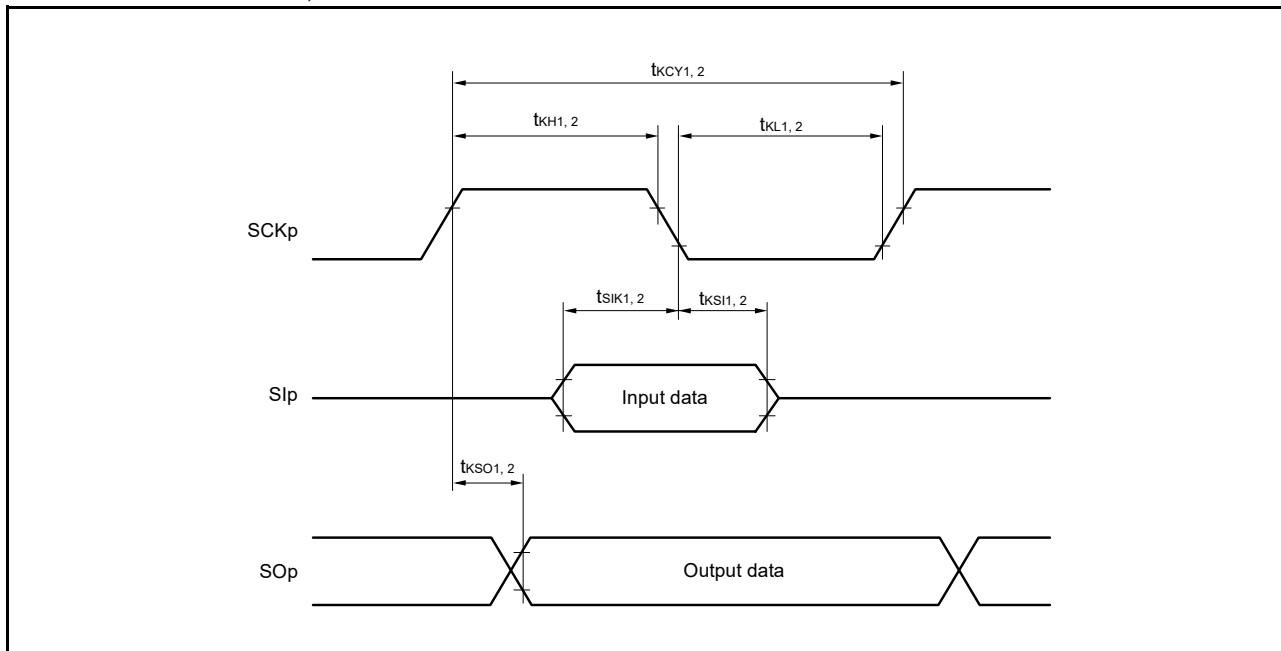 tKCY1, 2
tKH1, 2
tKL1, 2
SCKp
tSIK1, 2
tKSI1, 2
SIp
Input data
tKSO1, 2
SOp
Output data